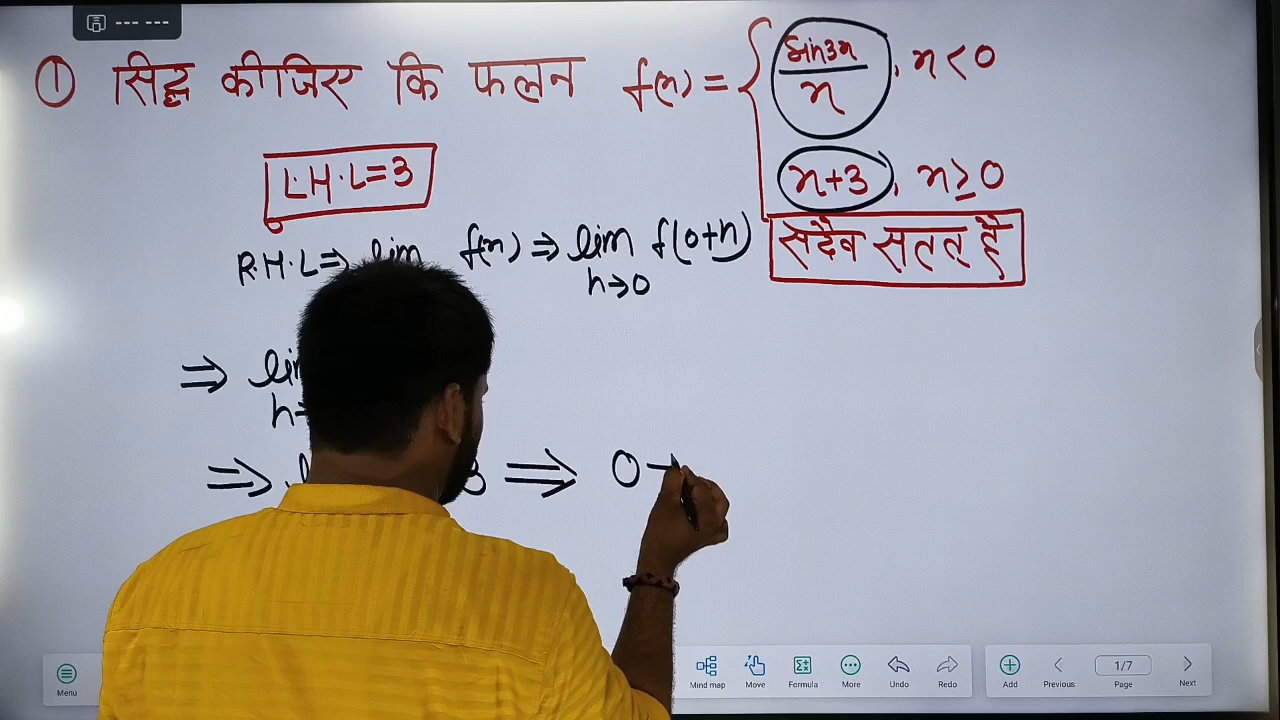 ① सिद्ध कीजिए कि फलन f(x) = { sin3x / x , x < 0
x+3 , x ≥ 0
L.H.L=3
सदैव सतत् है
R.H.L ⇒ lim f(x) ⇒ lim f(0+h)
h→0
⇒
h→
⇒ 3 ⇒ 0
Menu
Mind map Move Formula More Undo Redo Add Previous 1/7 Page Next